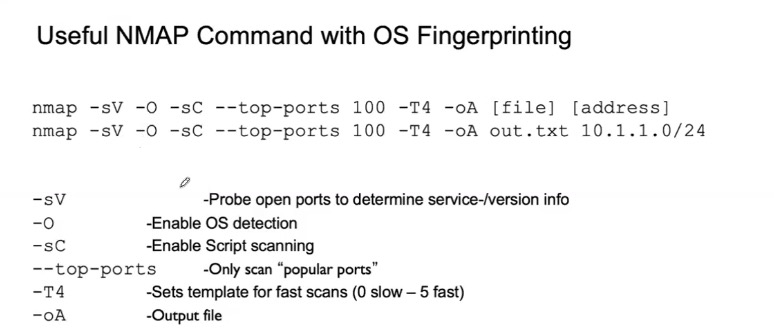 Useful NMAP Command with OS Fingerprinting
nmap -sV -O -sC --top-ports 100 -T4 -oA [file] [address]
nmap -sV -O -sC --top-ports 100 -T4 -oA out.txt 10.1.1.0/24
-sV -Probe open ports to determine service-/version info
-O -Enable OS detection
-sC -Enable Script scanning
--top-ports -Only scan “popular ports”
-T4 -Sets template for fast scans (0 slow – 5 fast)
-oA -Output file